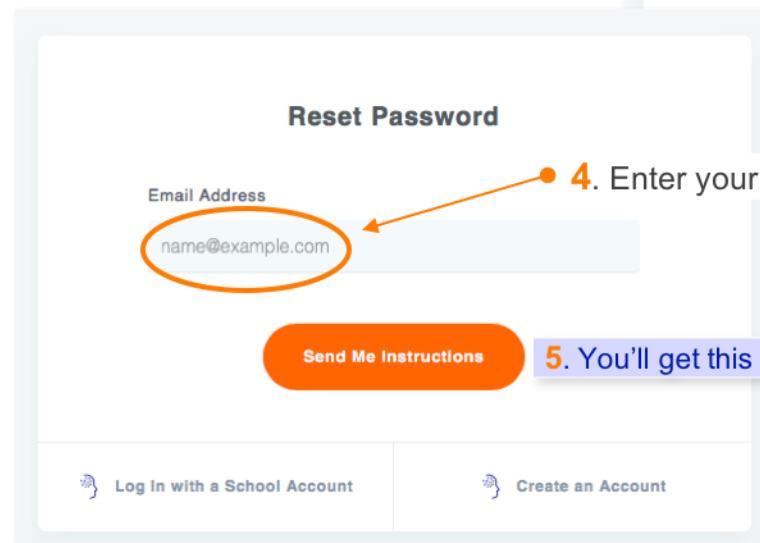 Reset Password
4. Enter your
Email Address
name@example.com
Send Me Instructions
5. You'll get this
Log In with a School Account
Create an Account